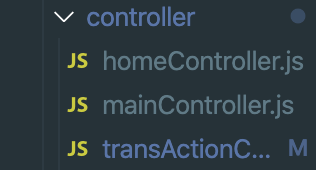 controller
JS homeController.js
JS mainController.js
JS transActionC... M